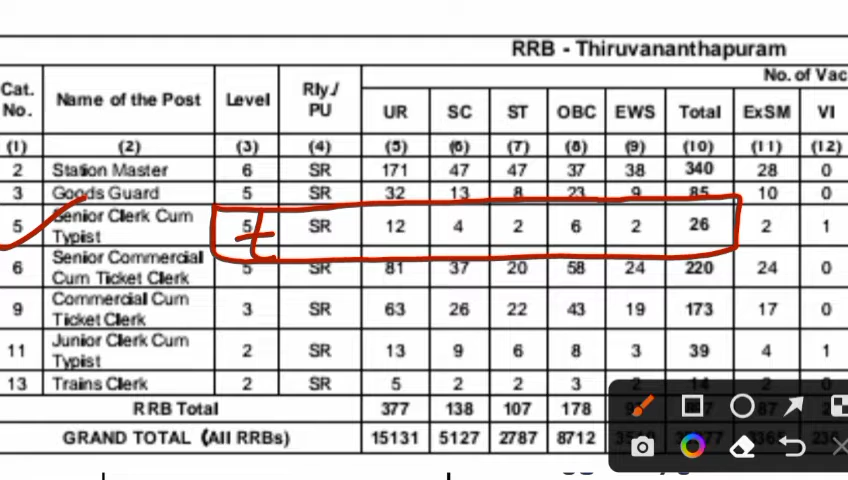 RRB - Thiruvananthapuram
Cat. No. Name of the Post Level Rly./ PU No. of Vac
UR SC ST OBC EWS Total ExSM VI
(1) (2) (3) (4) (5) (6) (7) (8) (9) (10) (11) (12)
2 Station Master 6 SR 171 47 47 37 38 340 28 0
3 Goods Guard 5 SR 32 13 8 23 9 85 10 0
5 Senior Clerk Cum Typist 5 t SR 12 4 2 6 2 26 2 1
6 Senior Commercial Cum Ticket Clerk 5 SR 81 37 20 58 24 220 24 0
9 Commercial Cum Ticket Clerk 3 SR 63 26 22 43 19 173 17 0
11 Junior Clerk Cum Typist 2 SR 13 9 6 8 3 39 4 1
13 Trains Clerk 2 SR 5 2 2 3 2 14 2 0
RRB Total 377 138 107 178 87
GRAND TOTAL (All RRBs) 15131 5127 2787 8712